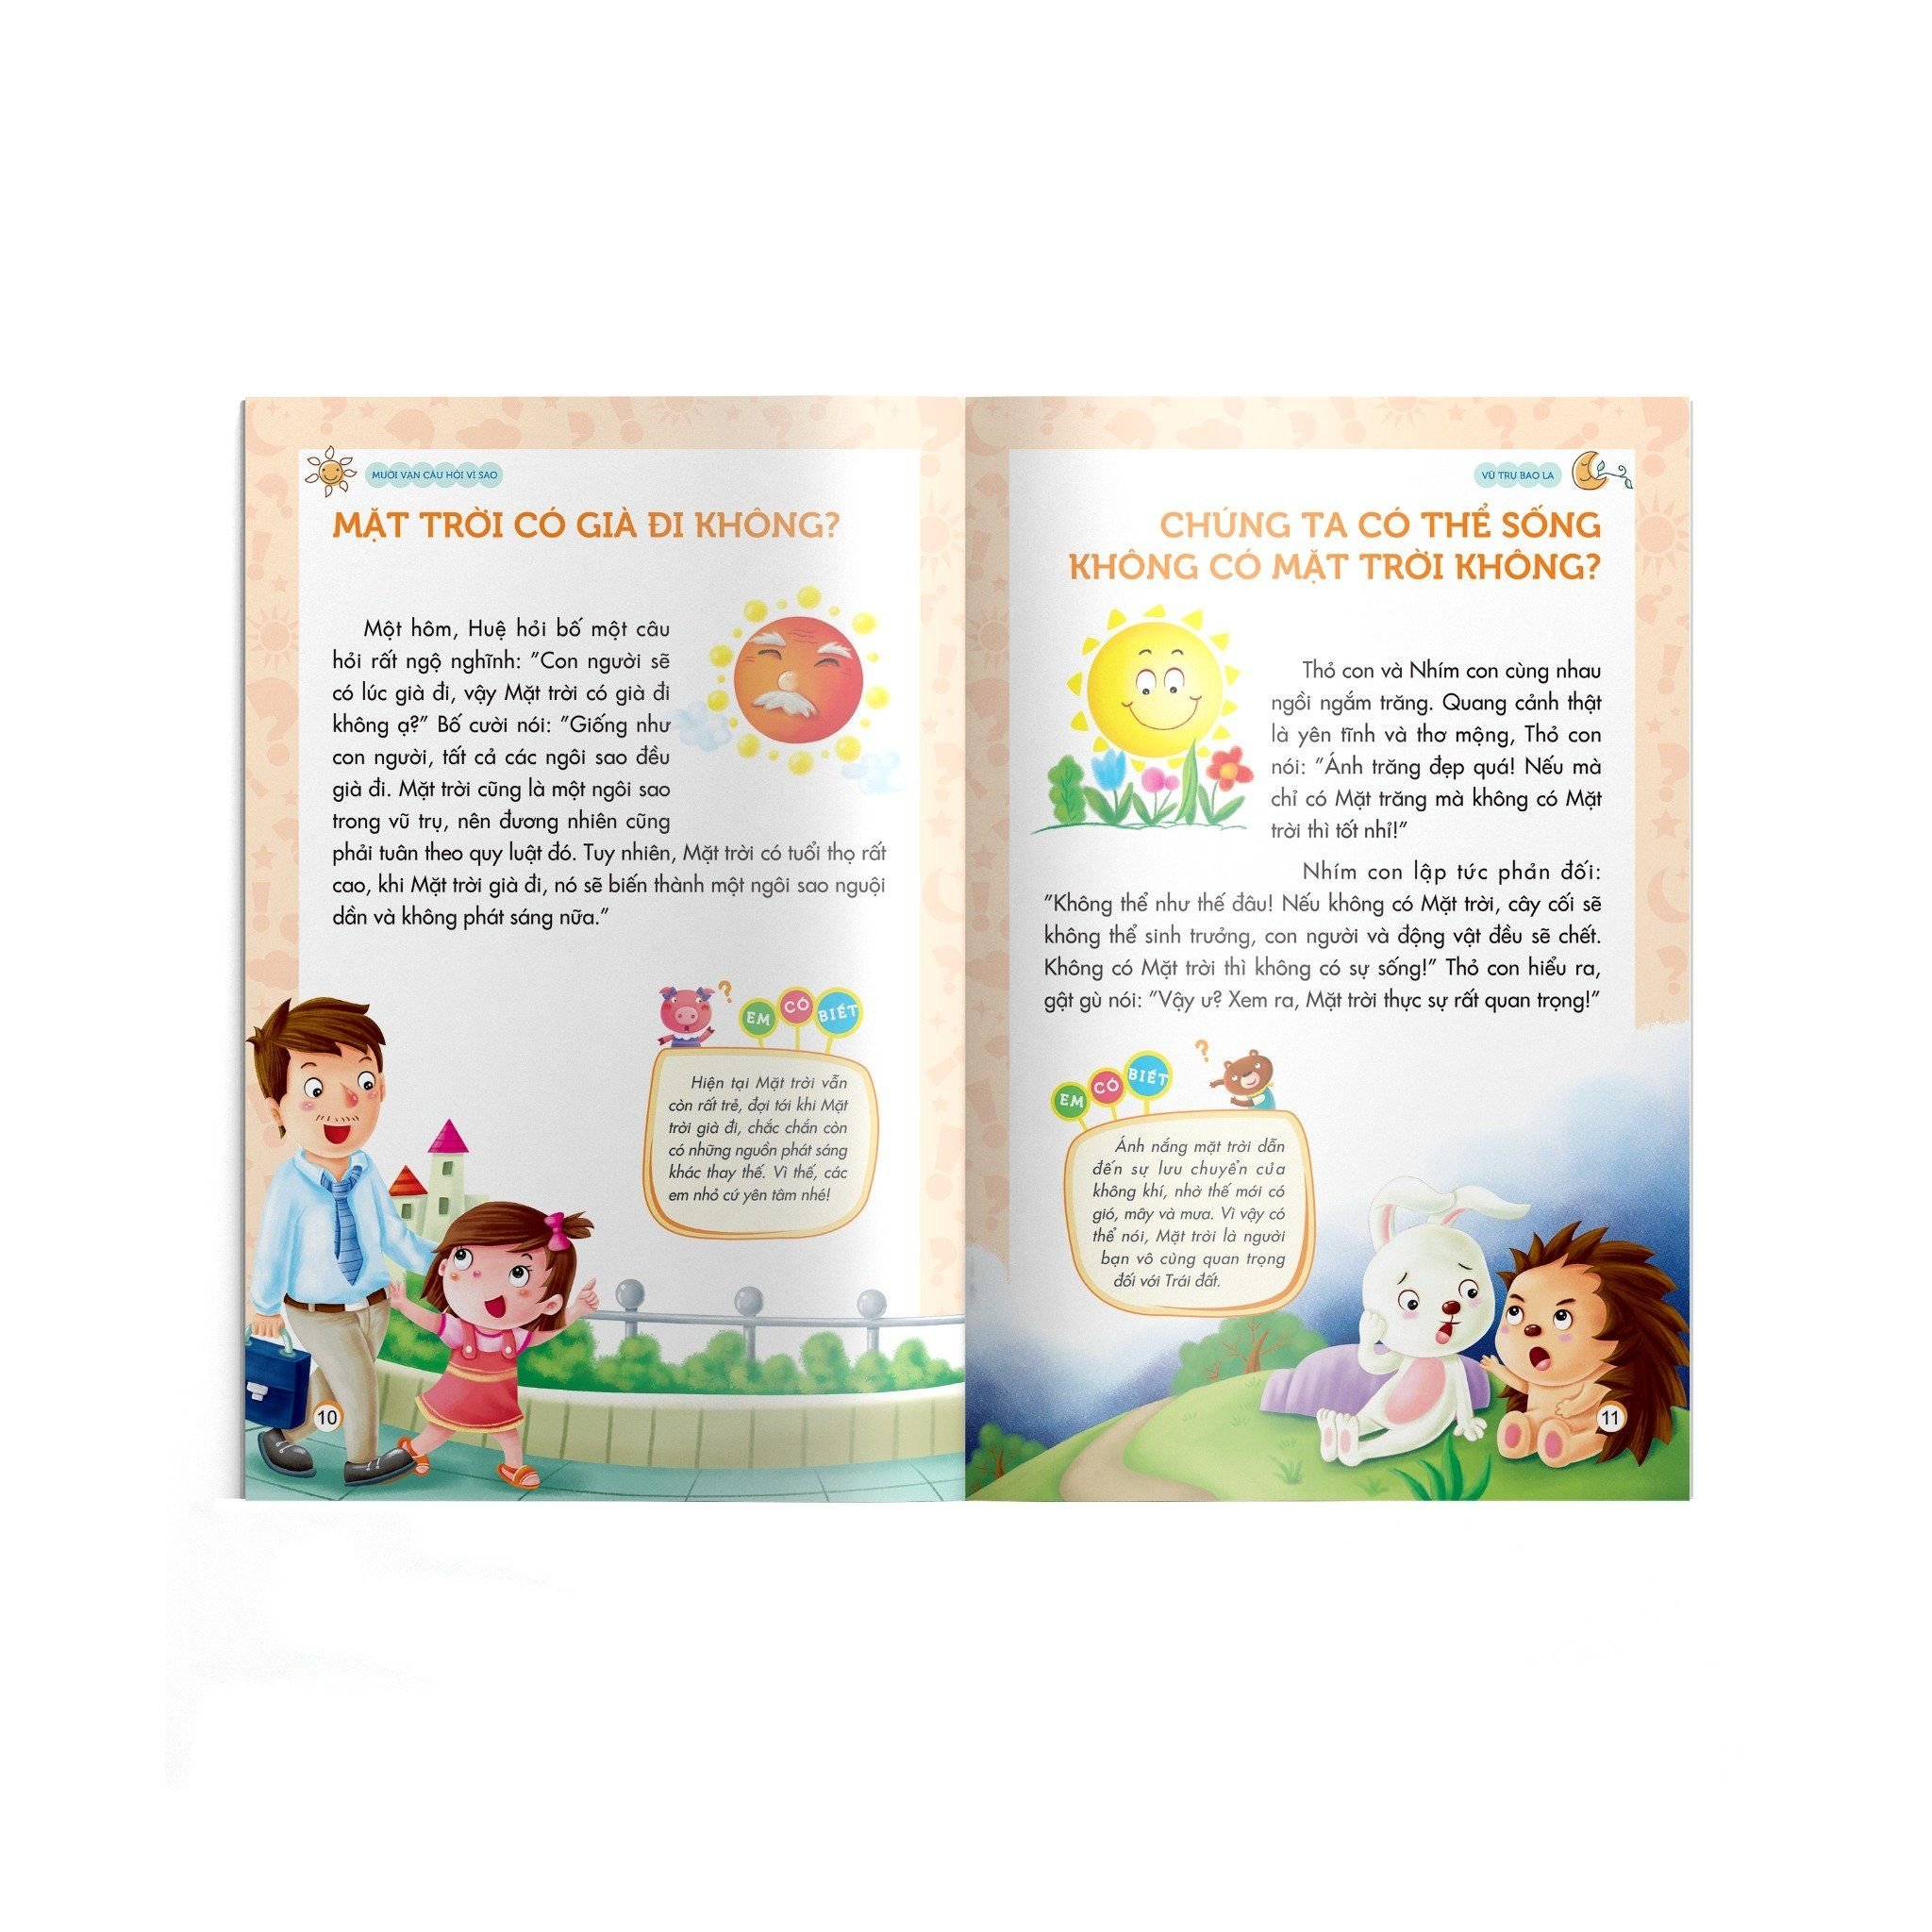 MƯỜI VẠN CÂU HỎI VÌ SAO
MẶT TRỜI CÓ GIÀ ĐI KHÔNG?
Một hôm, Huệ hỏi bố một câu
hỏi rất ngộ nghĩnh: "Con người sẽ
có lúc già đi, vậy Mặt trời có già đi
không ạ?" Bố cười nói: "Giống như
con người, tất cả các ngôi sao đều
già đi. Mặt trời cũng là một ngôi sao
trong vũ trụ, nên đương nhiên cũng
phải tuân theo quy luật đó. Tuy nhiên, Mặt trời có tuổi thọ rất
cao, khi Mặt trời già đi, nó sẽ biến thành một ngôi sao nguội
dần và không phát sáng nữa."
?
EM CÓ BIẾT
Hiện tại Mặt trời vẫn
còn rất trẻ, đợi tới khi Mặt
trời già đi, chắc chắn còn
có những nguồn phát sáng
khác thay thế. Vì thế, các
em nhỏ cứ yên tâm nhé!
10
VŨ TRỤ BAO LA
CHÚNG TA CÓ THỂ SỐNG
KHÔNG CÓ MẶT TRỜI KHÔNG?
Thỏ con và Nhím con cùng nhau
ngồi ngắm trăng. Quang cảnh thật
là yên tĩnh và thơ mộng, Thỏ con
nói: "Ánh trăng đẹp quá! Nếu mà
chỉ có Mặt trăng mà không có Mặt
trời thì tốt nhỉ!"
Nhím con lập tức phản đối:
"Không thể như thế đâu! Nếu không có Mặt trời, cây cối sẽ
không thể sinh trưởng, con người và động vật đều sẽ chết.
Không có Mặt trời thì không có sự sống!" Thỏ con hiểu ra,
gật gù nói: "Vậy ư? Xem ra, Mặt trời thực sự rất quan trọng!"
?
EM CÓ BIẾT
Ánh nắng mặt trời dẫn
đến sự lưu chuyển của
không khí, nhờ thế mới có
gió, mây và mưa. Vì vậy có
thể nói, Mặt trời là người
bạn vô cùng quan trọng
đối với Trái đất.
11